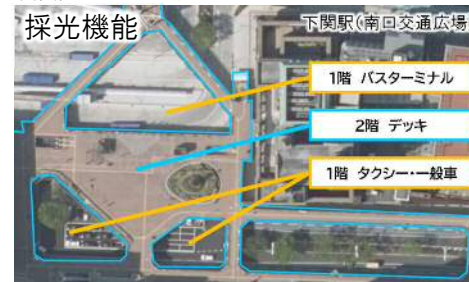 採光機能
下関駅(南口交通広場
1階 バスターミナル
2階 デッキ
1階 タクシー・一般車